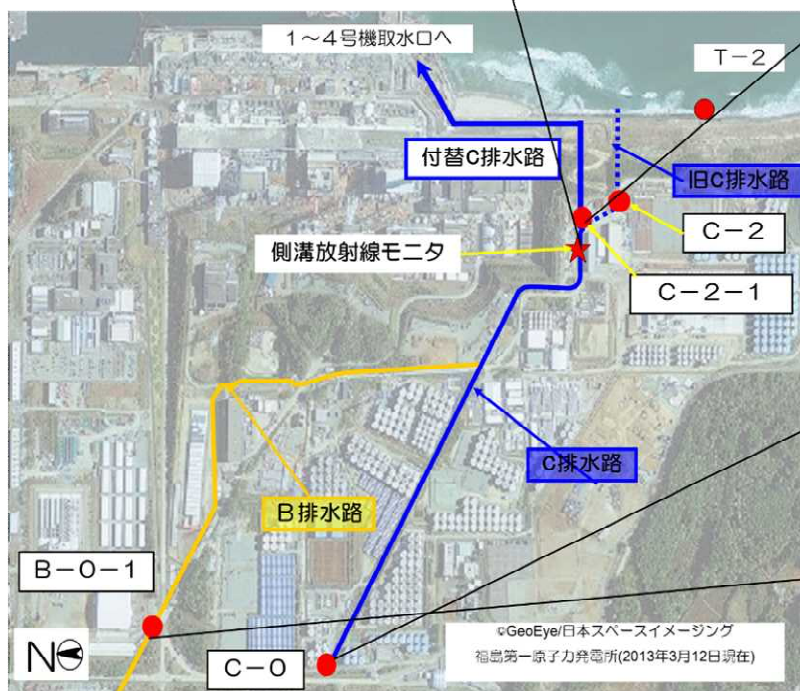 1～4号機取水口へ
T-2
付替C排水路
旧C排水路
C-2
側溝放射線モニタ
C-2-1
C排水路
B排水路
B-0-1
N
C-0
©GeoEye/日本スペースイメージング
福島第一原子力発電所(2013年3月12日現在)